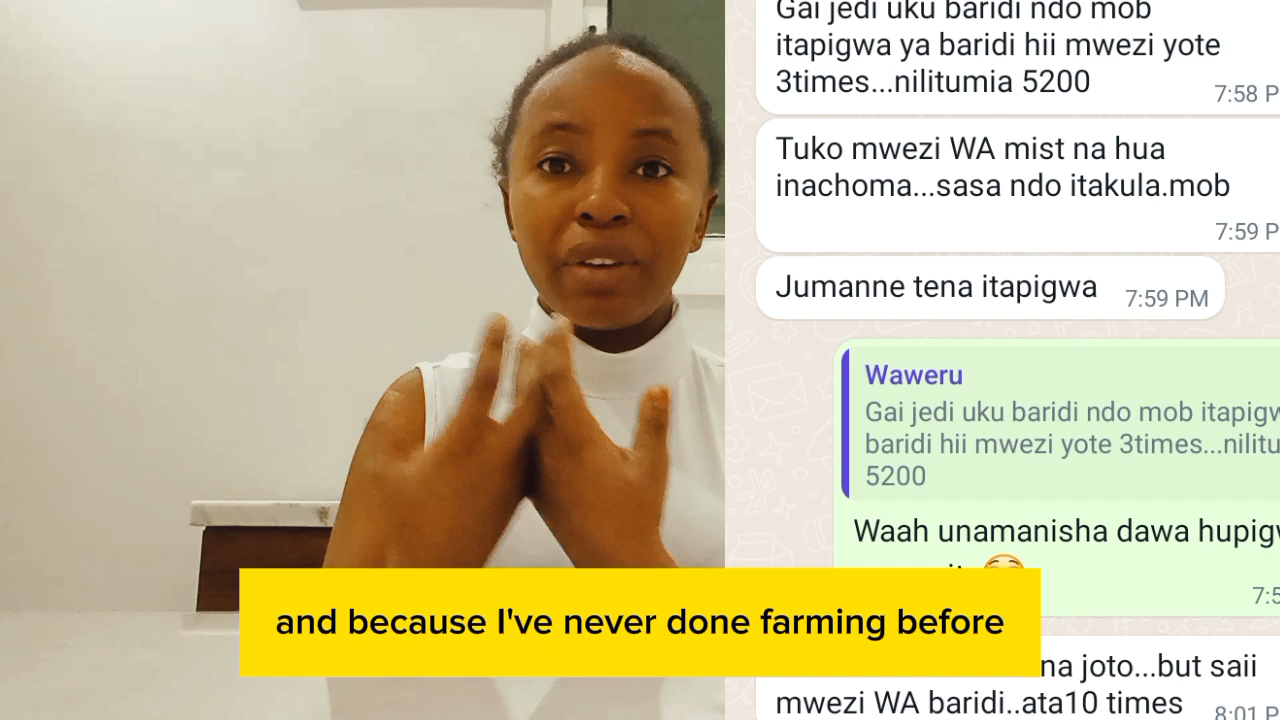 Gai jedi uku baridi ndo mob
itapigwa ya baridi hii mwezi yote
3times...nilitumia 5200
7:58 P
Tuko mwezi WA mist na hua
inachoma...sasa ndo itakula.mob
7:59 P
Jumanne tena itapigwa
7:59 PM
Waweru
Gai jedi uku baridi ndo mob itapigw
baridi hii mwezi yote 3times...nilitu
5200
Waah unamanisha dawa hupigw
7:5
na joto...but saii
mwezi WA baridi..ata10 times
8:01 P
and because I've never done farming before